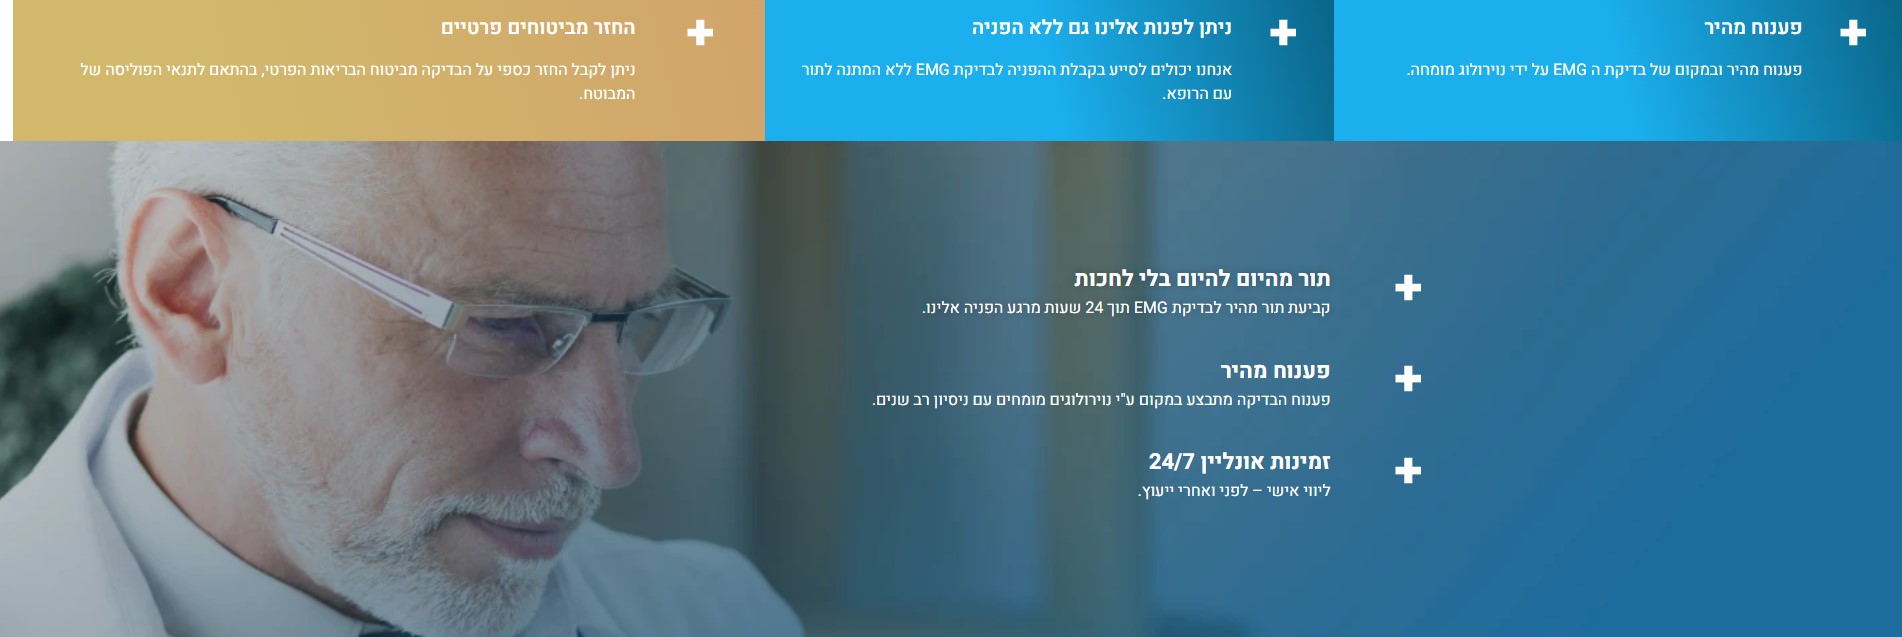 פענוח מהיר
פענוח מהיר ובמקום של בדיקת ה EMG על ידי נוירולוג מומחה.
ניתן לפנות אלינו גם ללא הפניה
אנחנו יכולים לסייע בקבלת ההפניה לבדיקת EMG ללא המתנה לתור
עם הרופא.
החזר מביטוחים פרטיים
ניתן לקבל החזר כספי על הבדיקה מביטוח הבריאות הפרטי, בהתאם לתנאי הפוליסה של
המבוטח.
תור מהיום להיום בלי לחכות
קביעת תור מהיר לבדיקת EMG תוך 24 שעות מרגע הפניה אלינו.
פענוח מהיר
פענוח הבדיקה מתבצע במקום ע"י נוירולוגים מומחים עם ניסיון רב שנים.
זמינות אונליין 24/7
ליווי אישי – לפני ואחרי ייעוץ.